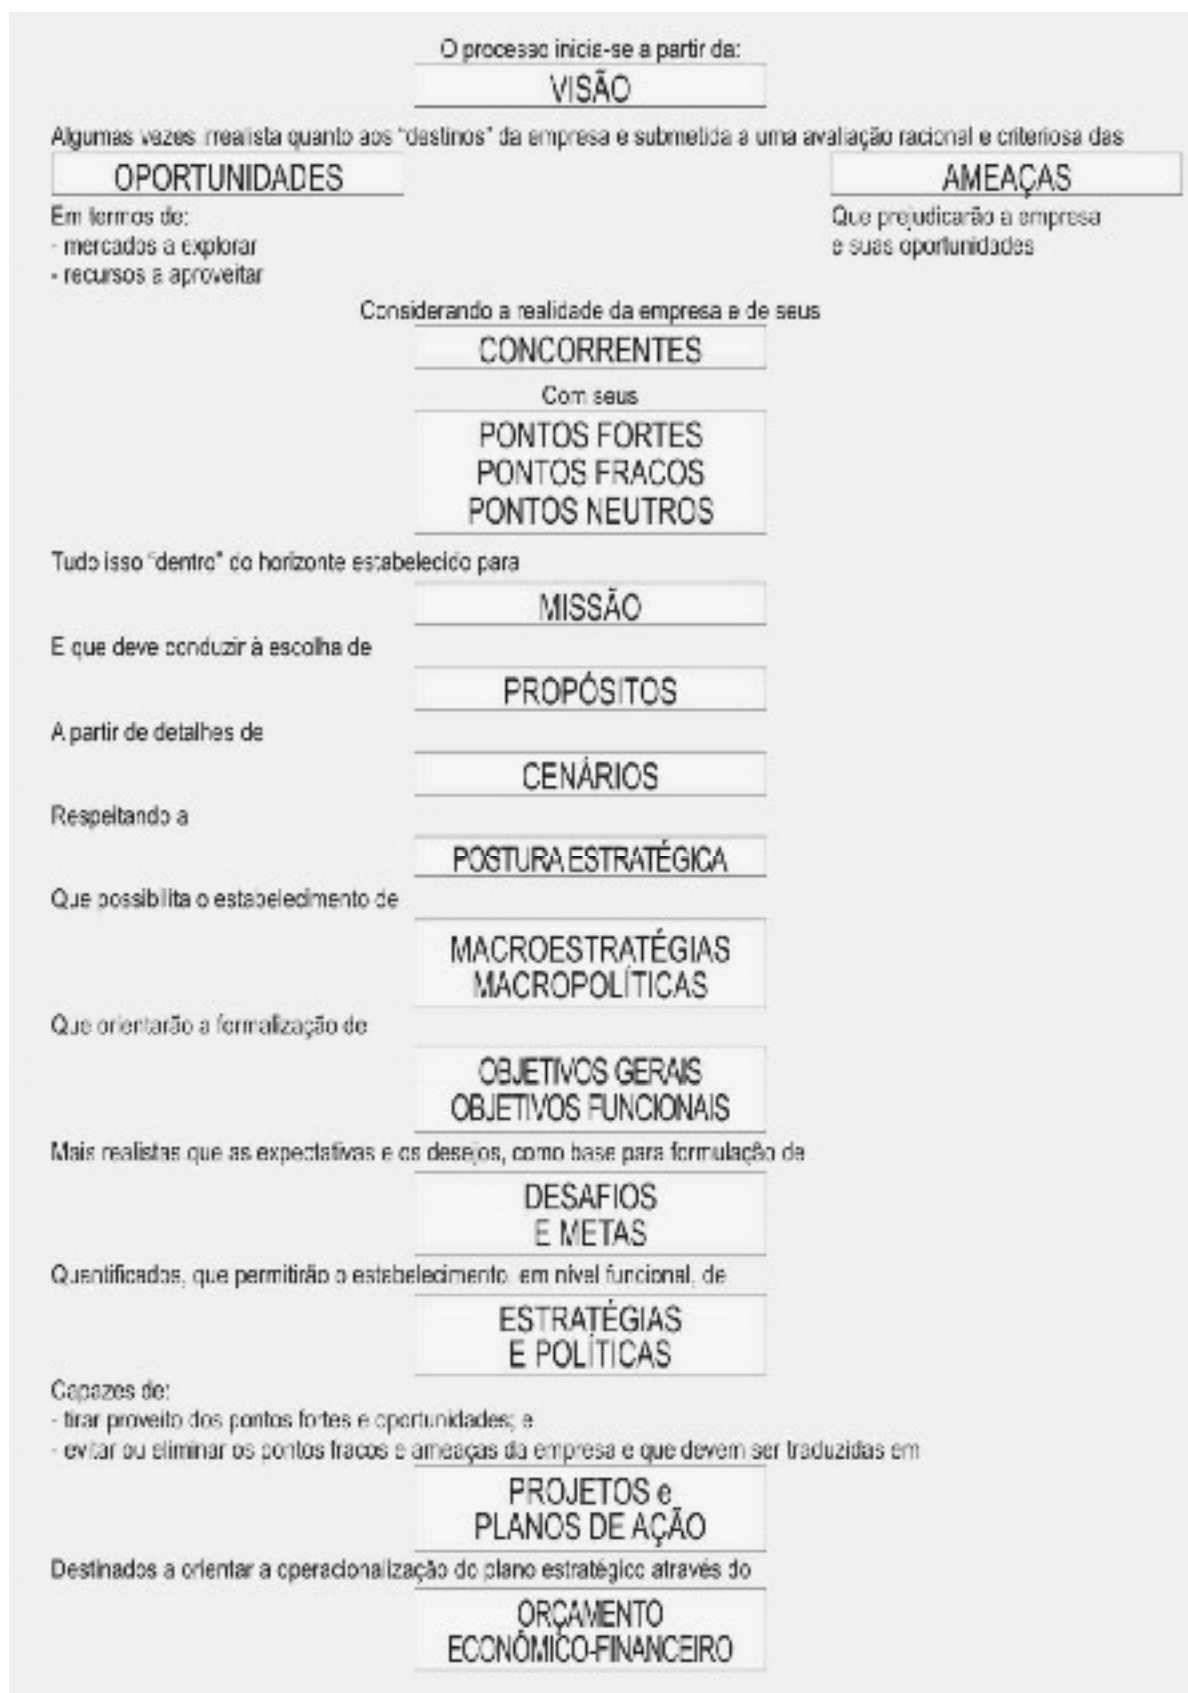 O processo inicia-se a partir da:
VISÃO
Algumas vezes irrealista quanto aos “destinos” da empresa e submetida a uma avaliação racional e criteriosa das
OPORTUNIDADES
AMEAÇAS
Em termos de:
- mercados a explorar
- recursos a aproveitar
Que prejudicarão a empresa
e suas oportunidades
Considerando a realidade da empresa e de seus
CONCORRENTES
Com seus
PONTOS FORTES
PONTOS FRACOS
PONTOS NEUTROS
Tudo isso “dentro” do horizonte estabelecido para
MISSÃO
E que deve conduzir à escolha de
PROPÓSITOS
A partir de detalhes de
CENÁRIOS
Respeitando a
POSTURA ESTRATÉGICA
Que possibilita o estabelecimento de
MACROESTRATÉGIAS
MACROPOLÍTICAS
Que orientarão a formalização de
OBJETIVOS GERAIS
OBJETIVOS FUNCIONAIS
Mais realistas que as expectativas e os desejos, como base para formulação de
DESAFIOS
E METAS
Quantificados, que permitirão o estabelecimento, em nível funcional, de
ESTRATÉGIAS
E POLÍTICAS
Capazes de:
- tirar proveito dos pontos fortes e oportunidades; e
- evitar ou eliminar os pontos fracos e ameaças da empresa e que devem ser traduzidas em
PROJETOS e
PLANOS DE AÇÃO
Destinados a orientar a operacionalização do plano estratégico através do
ORÇAMENTO
ECONÔMICO-FINANCEIRO